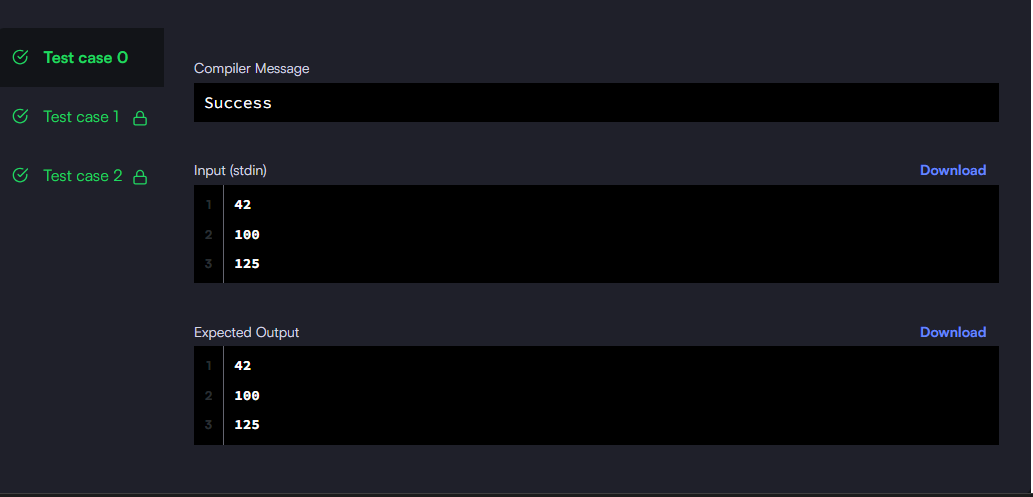 Test case 0
Test case 1
Test case 2
Compiler Message
Success
Input (stdin) Download
1 42
2 100
3 125
Expected Output Download
1 42
2 100
3 125